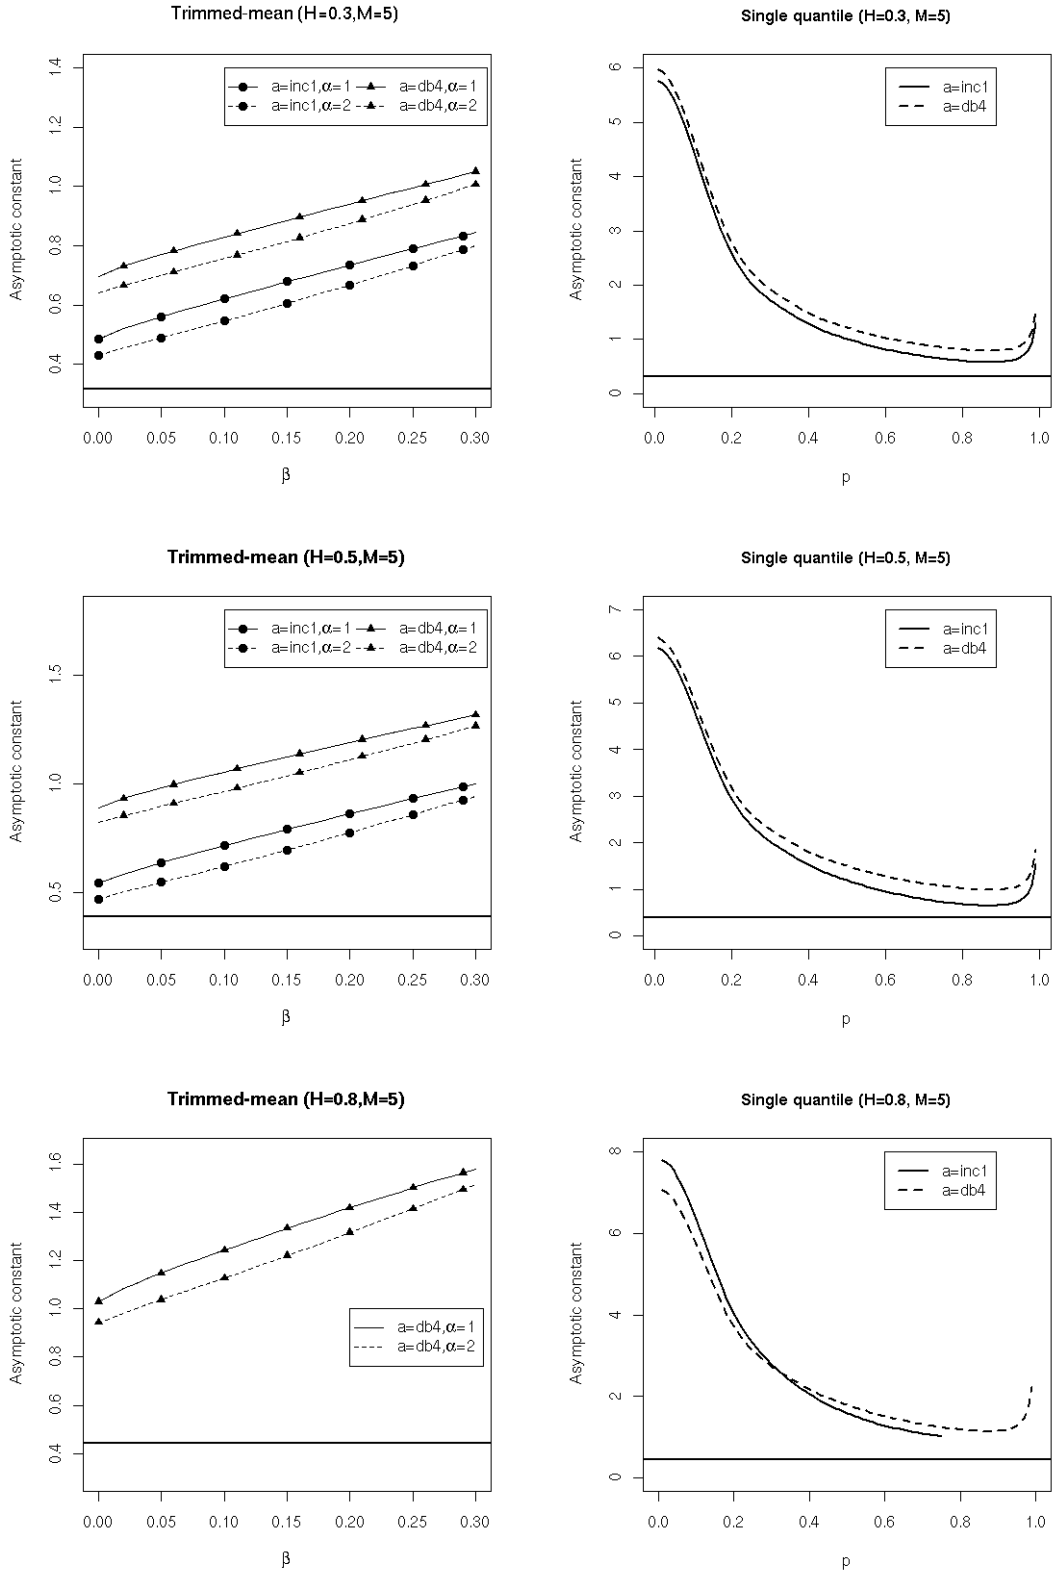 Trimmed-mean (H=0.3,M=5)
Asymptotic constant
0.4 0.6 0.8 1.0 1.2 1.4
a=inc1,α=1 a=db4,α=1
a=inc1,α=2 a=db4,α=2
0.00 0.05 0.10 0.15 0.20 0.25 0.30
β
Single quantile (H=0.3, M=5)
Asymptotic constant
0 1 2 3 4 5 6
a=inc1
a=db4
0.0 0.2 0.4 0.6 0.8 1.0
p
Trimmed-mean (H=0.5,M=5)
Asymptotic constant
0.5 1.0 1.5
a=inc1,α=1 a=db4,α=1
a=inc1,α=2 a=db4,α=2
0.00 0.05 0.10 0.15 0.20 0.25 0.30
β
Single quantile (H=0.5, M=5)
Asymptotic constant
0 1 2 3 4 5 6 7
a=inc1
a=db4
0.0 0.2 0.4 0.6 0.8 1.0
p
Trimmed-mean (H=0.8,M=5)
Asymptotic constant
0.4 0.6 0.8 1.0 1.2 1.4 1.6
a=db4,α=1
a=db4,α=2
0.00 0.05 0.10 0.15 0.20 0.25 0.30
β
Single quantile (H=0.8, M=5)
Asymptotic constant
0 2 4 6 8
a=inc1
a=db4
0.0 0.2 0.4 0.6 0.8 1.0
p